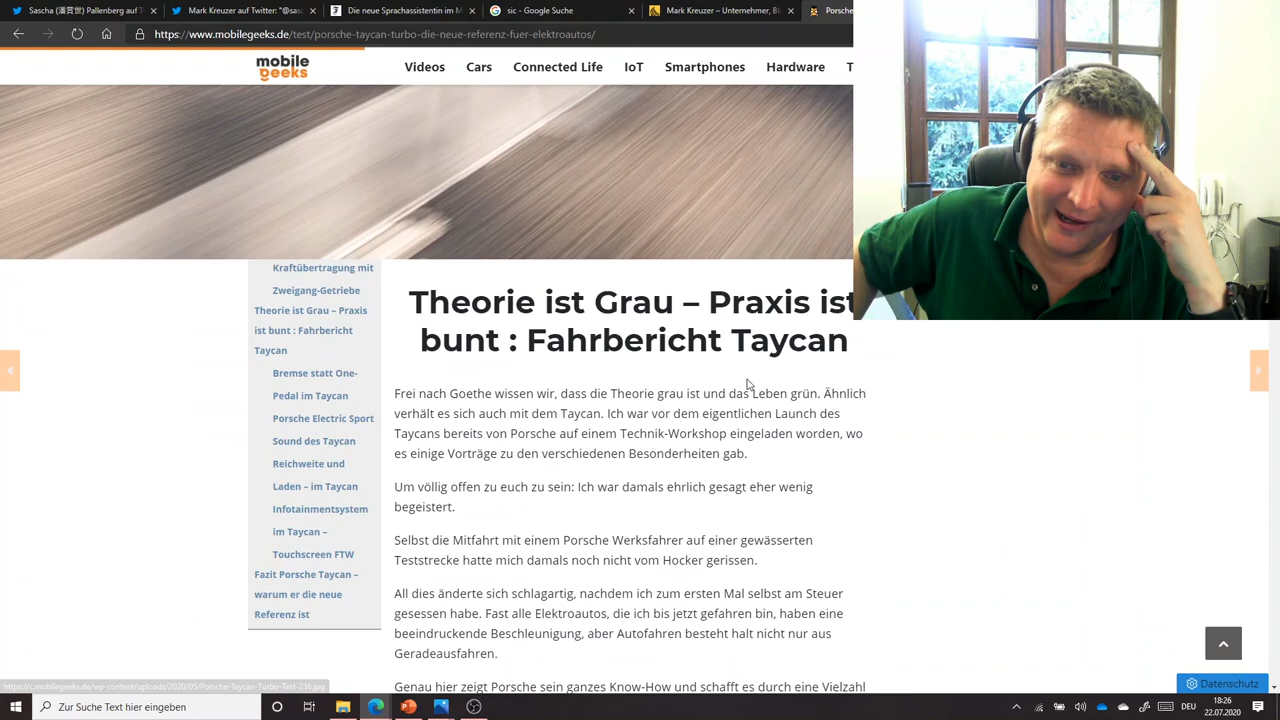 Sascha (潘賞世) Pallenberg auf T
Mark Kreuzer auf Twitter: "@sas
Die neue Sprachassistentin im M
sic - Google Suche
Mark Kreuzer - Unternehmer, Blo
Porsche
https://www.mobilegeeks.de/test/porsche-taycan-turbo-die-neue-referenz-fuer-elektroautos/
mobile
geeks
Videos Cars Connected Life IoT Smartphones Hardware T
Kraftübertragung mit
Zweigang-Getriebe
Theorie ist Grau – Praxis
ist bunt : Fahrbericht
Taycan
Bremse statt One-
Pedal im Taycan
Porsche Electric Sport
Sound des Taycan
Reichweite und
Laden – im Taycan
Infotainmentsystem
im Taycan –
Touchscreen FTW
Fazit Porsche Taycan –
warum er die neue
Referenz ist
Theorie ist Grau – Praxis ist
bunt : Fahrbericht Taycan
Frei nach Goethe wissen wir, dass die Theorie grau ist und das Leben grün. Ähnlich
verhält es sich auch mit dem Taycan. Ich war vor dem eigentlichen Launch des
Taycans bereits von Porsche auf einem Technik-Workshop eingeladen worden, wo
es einige Vorträge zu den verschiedenen Besonderheiten gab.
Um völlig offen zu euch zu sein: Ich war damals ehrlich gesagt eher wenig
begeistert.
Selbst die Mitfahrt mit einem Porsche Werksfahrer auf einer gewässerten
Teststrecke hatte mich damals noch nicht vom Hocker gerissen.
All dies änderte sich schlagartig, nachdem ich zum ersten Mal selbst am Steuer
gesessen habe. Fast alle Elektroautos, die ich bis jetzt gefahren bin, haben eine
beeindruckende Beschleunigung, aber Autofahren besteht halt nicht nur aus
Geradeausfahren.
Genau hier zeigt Porsche sein ganzes Know-How und schafft es durch eine Vielzahl
https://c.mobilegeeks.de/wp-content/uploads/2020/05/Porsche-Taycan-Turbo-Test-216.jpg
Datenschutz
Zur Suche Text hier eingeben
DEU
18:26
22.07.2020